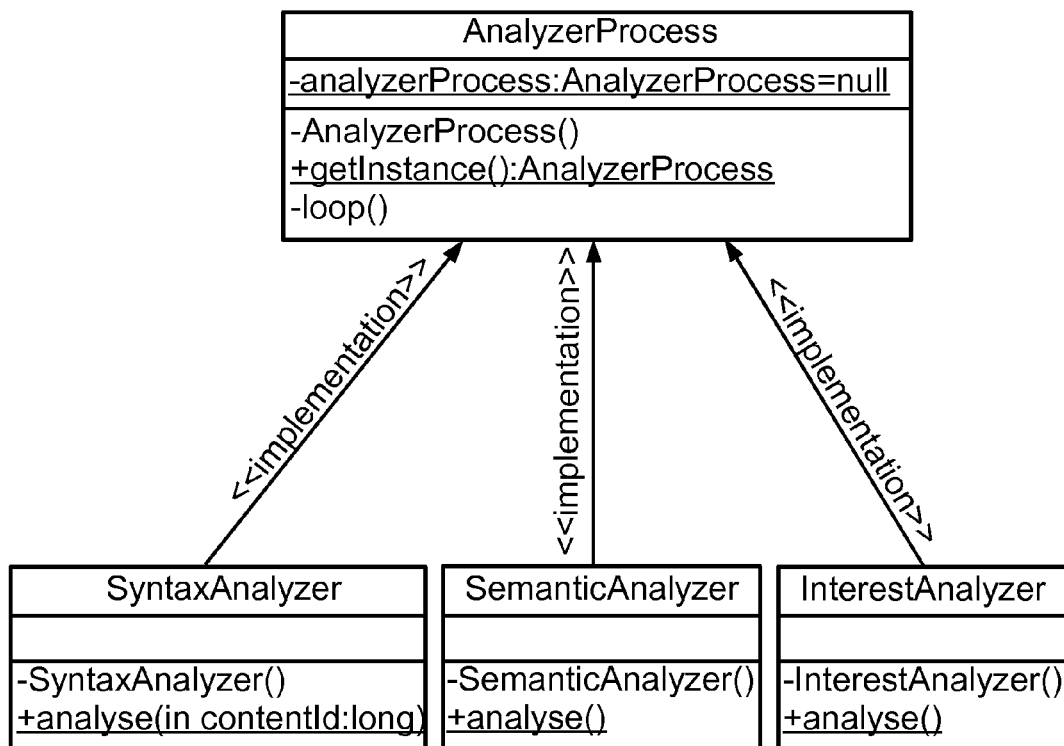 AnalyzerProcess
-analyzerProcess:AnalyzerProcess=null
-AnalyzerProcess()
+getInstance():AnalyzerProcess
-loop()
<<implementation>>
<<implementation>>
<<implementation>>
SyntaxAnalyzer
-SyntaxAnalyzer()
+analyse(in contentId:long)
SemanticAnalyzer
-SemanticAnalyzer()
+analyse()
InterestAnalyzer
-InterestAnalyzer()
+analyse()